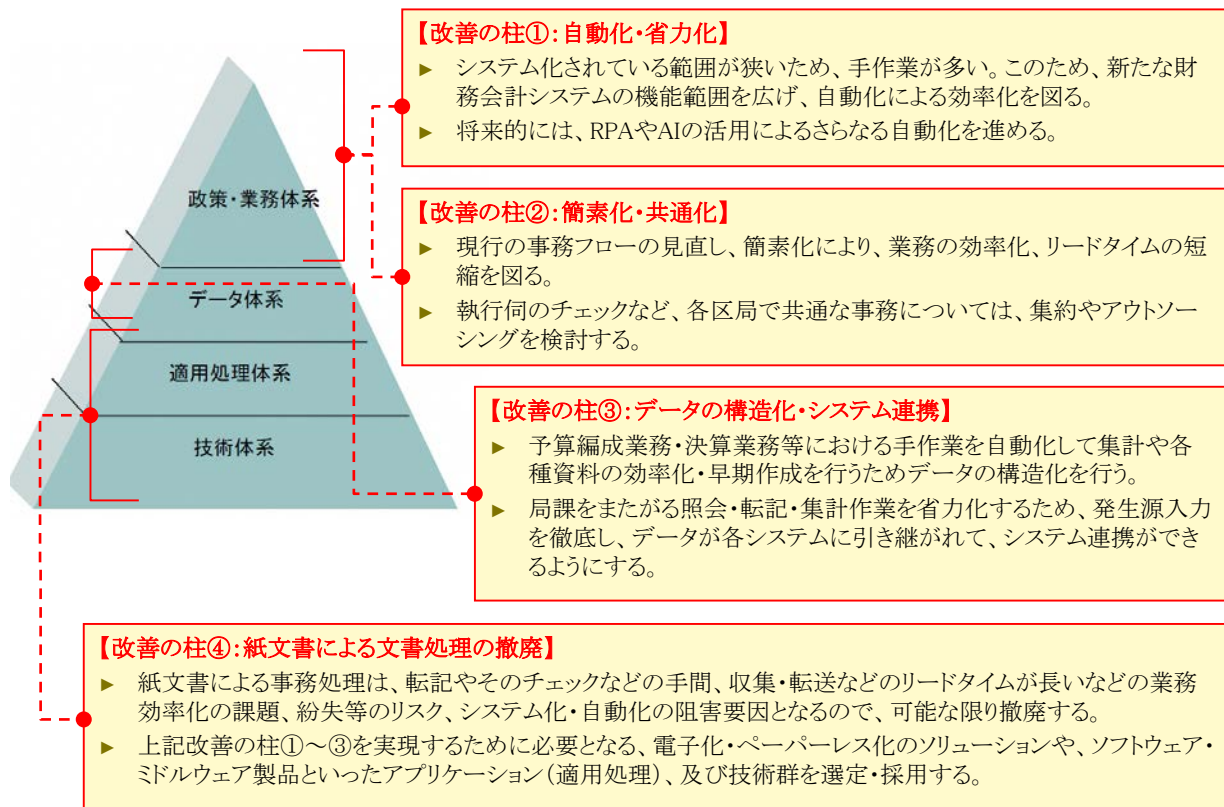 【改善の柱①:自動化・省力化】
► システム化されている範囲が狭いため、手作業が多い。このため、新たな財
務会計システムの機能範囲を広げ、自動化による効率化を図る。
► 将来的には、RPAやAIの活用によるさらなる自動化を進める。
【改善の柱②:簡素化・共通化】
► 現行の事務フローの見直し、簡素化により、業務の効率化、リードタイムの短
縮を図る。
► 執行伺のチェックなど、各区局で共通な事務については、集約やアウトソー
シングを検討する。
政策・業務体系
データ体系
適用処理体系
技術体系
【改善の柱③:データの構造化・システム連携】
► 予算編成業務・決算業務等における手作業を自動化して集計や各
種資料の効率化・早期作成を行うためデータの構造化を行う。
► 局課をまたがる照会・転記・集計作業を省力化するため、発生源入力
を徹底し、データが各システムに引き継がれて、システム連携ができ
るようにする。
【改善の柱④:紙文書による文書処理の撤廃】
► 紙文書による事務処理は、転記やそのチェックなどの手間、収集・転送などのリードタイムが長いなどの業務
効率化の課題、紛失等のリスク、システム化・自動化の阻害要因となるので、可能な限り撤廃する。
► 上記改善の柱①~③を実現するために必要となる、電子化・ペーパーレス化のソリューションや、ソフトウェア・
ミドルウェア製品といったアプリケーション(適用処理)、及び技術群を選定・採用する。